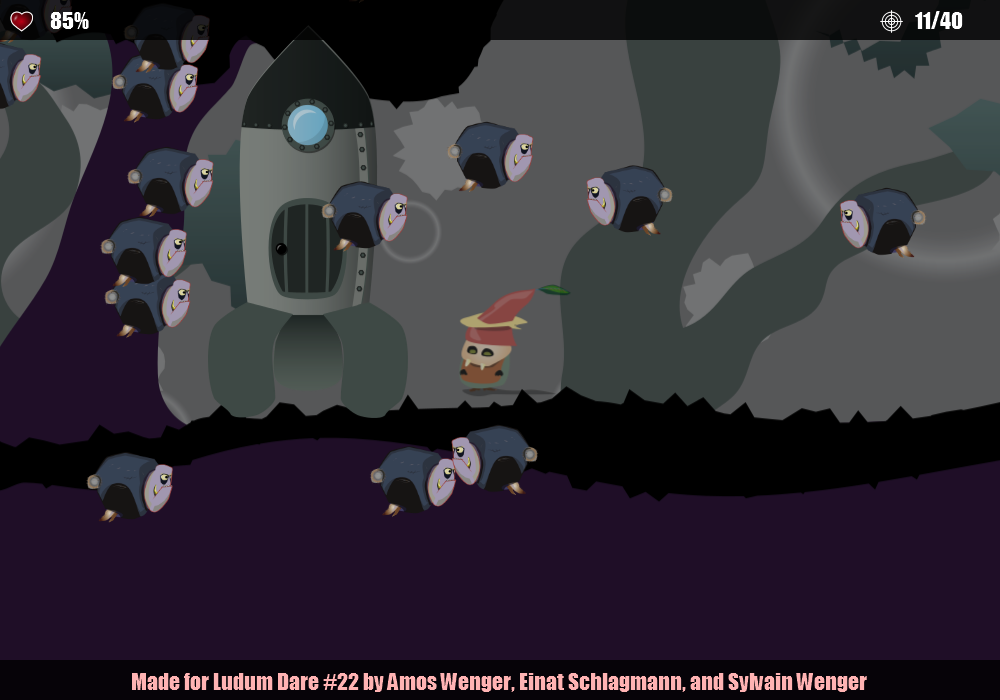 85%
11/40
Made for Ludum Dare #22 by Amos Wenger, Einat Schlagmann, and Sylvain Wenger